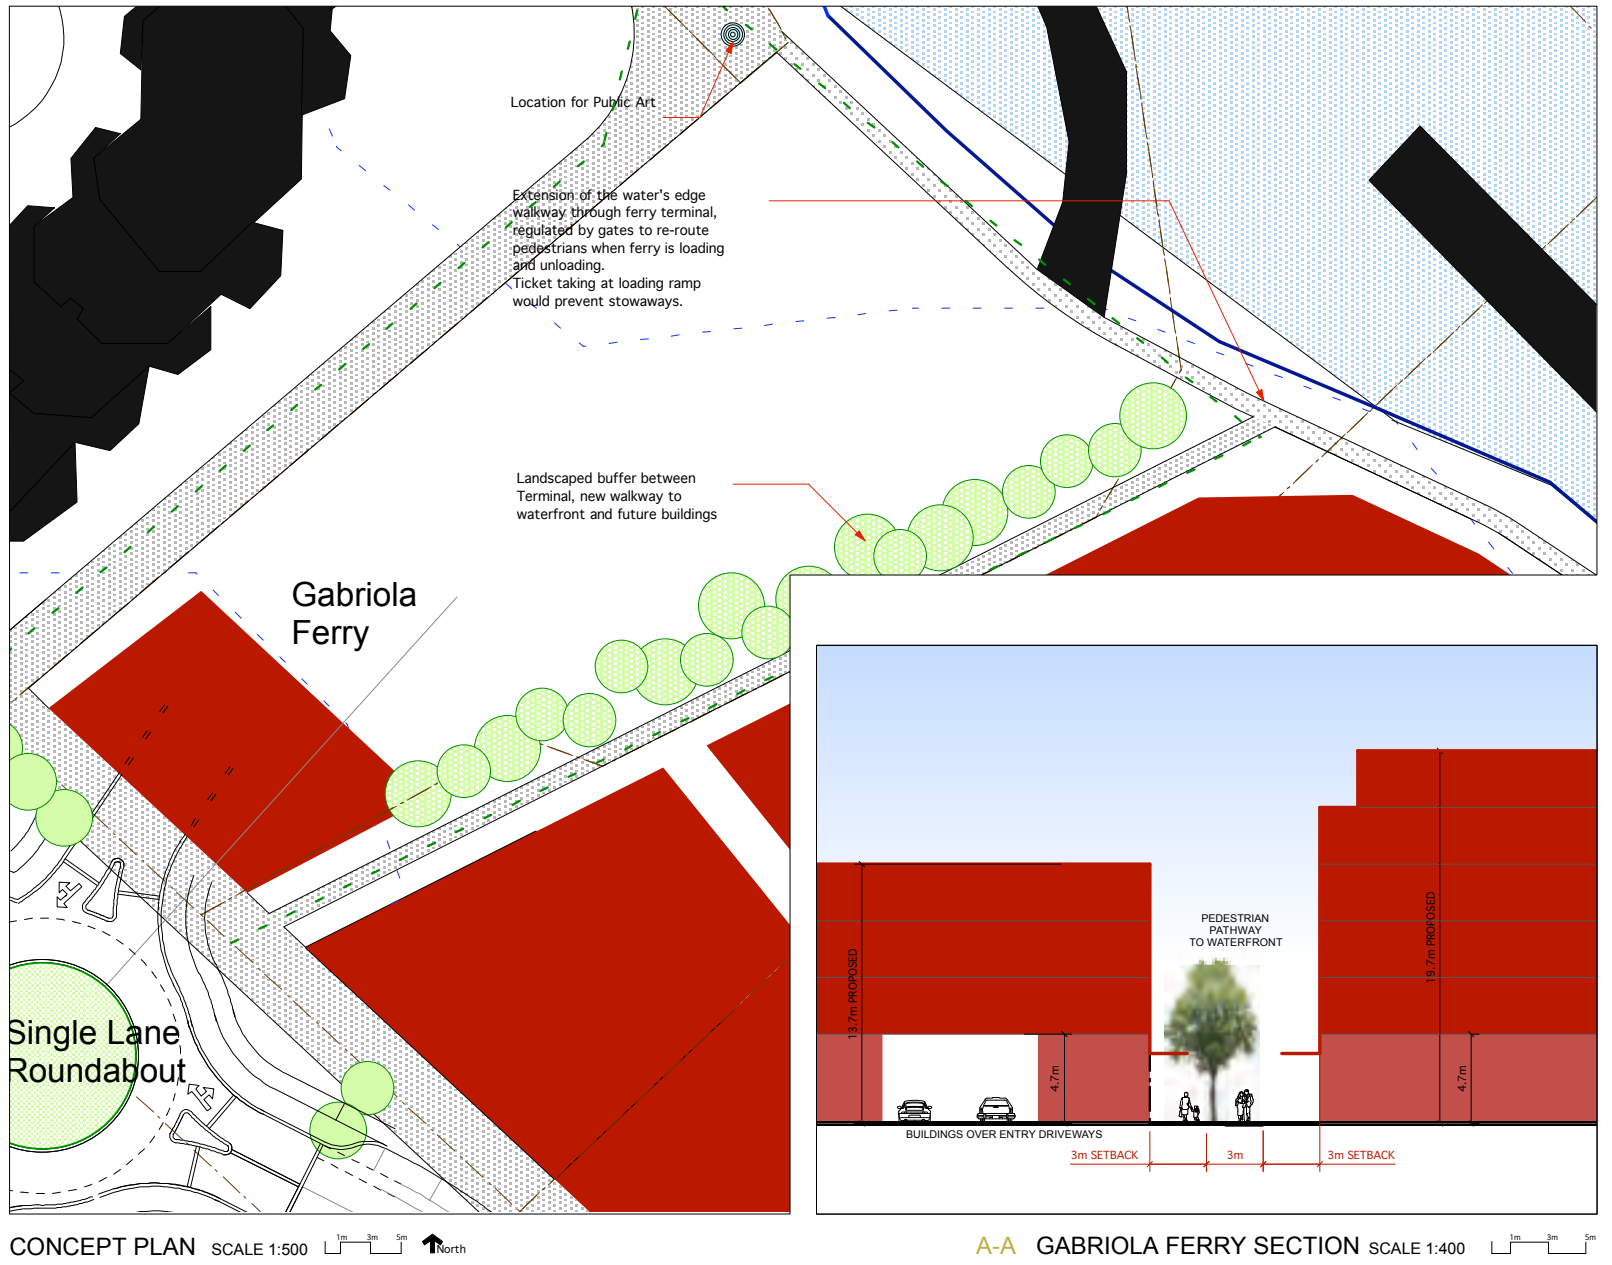 Location for Public Art
Extension of the water's edge
walkway through ferry terminal,
regulated by gates to re-route
pedestrians when ferry is loading
and unloading.
Ticket taking at loading ramp
would prevent stowaways.
Landscaped buffer between
Terminal, new walkway to
waterfront and future buildings
Gabriola
Ferry
Single Lane
Roundabout
PEDESTRIAN
PATHWAY
TO WATERFRONT
13.7m PROPOSED
19.7m PROPOSED
4.7m
4.7m
BUILDINGS OVER ENTRY DRIVEWAYS
3m SETBACK
3m
3m SETBACK
CONCEPT PLAN SCALE 1:500
1m 3m 5m
North
A-A GABRIOLA FERRY SECTION SCALE 1:400
1m 3m 5m